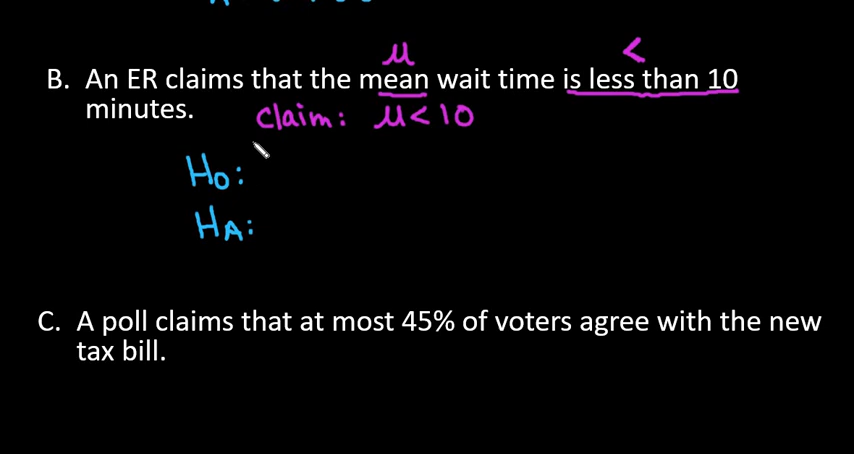 μ <
B. An ER claims that the mean wait time is less than 10
minutes.
Claim: μ < 10
H0:
HA:
C. A poll claims that at most 45% of voters agree with the new
tax bill.